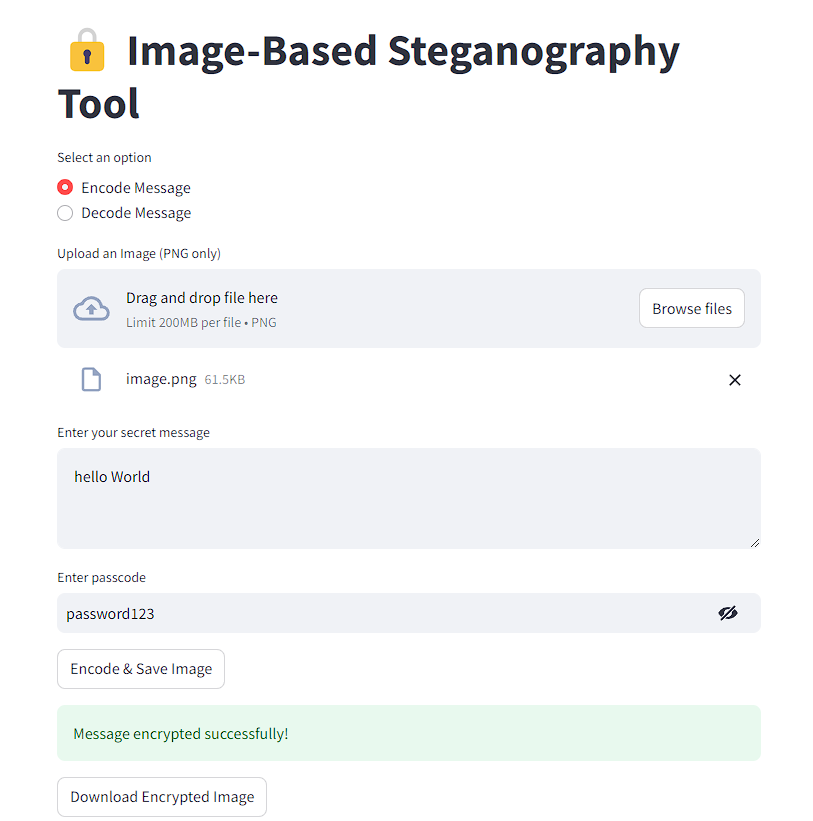 Image-Based Steganography
Tool
Select an option
Encode Message
Decode Message
Upload an Image (PNG only)
Drag and drop file here
Limit 200MB per file • PNG
Browse files
image.png 61.5KB
Enter your secret message
hello World
Enter passcode
password123
Encode & Save Image
Message encrypted successfully!
Download Encrypted Image